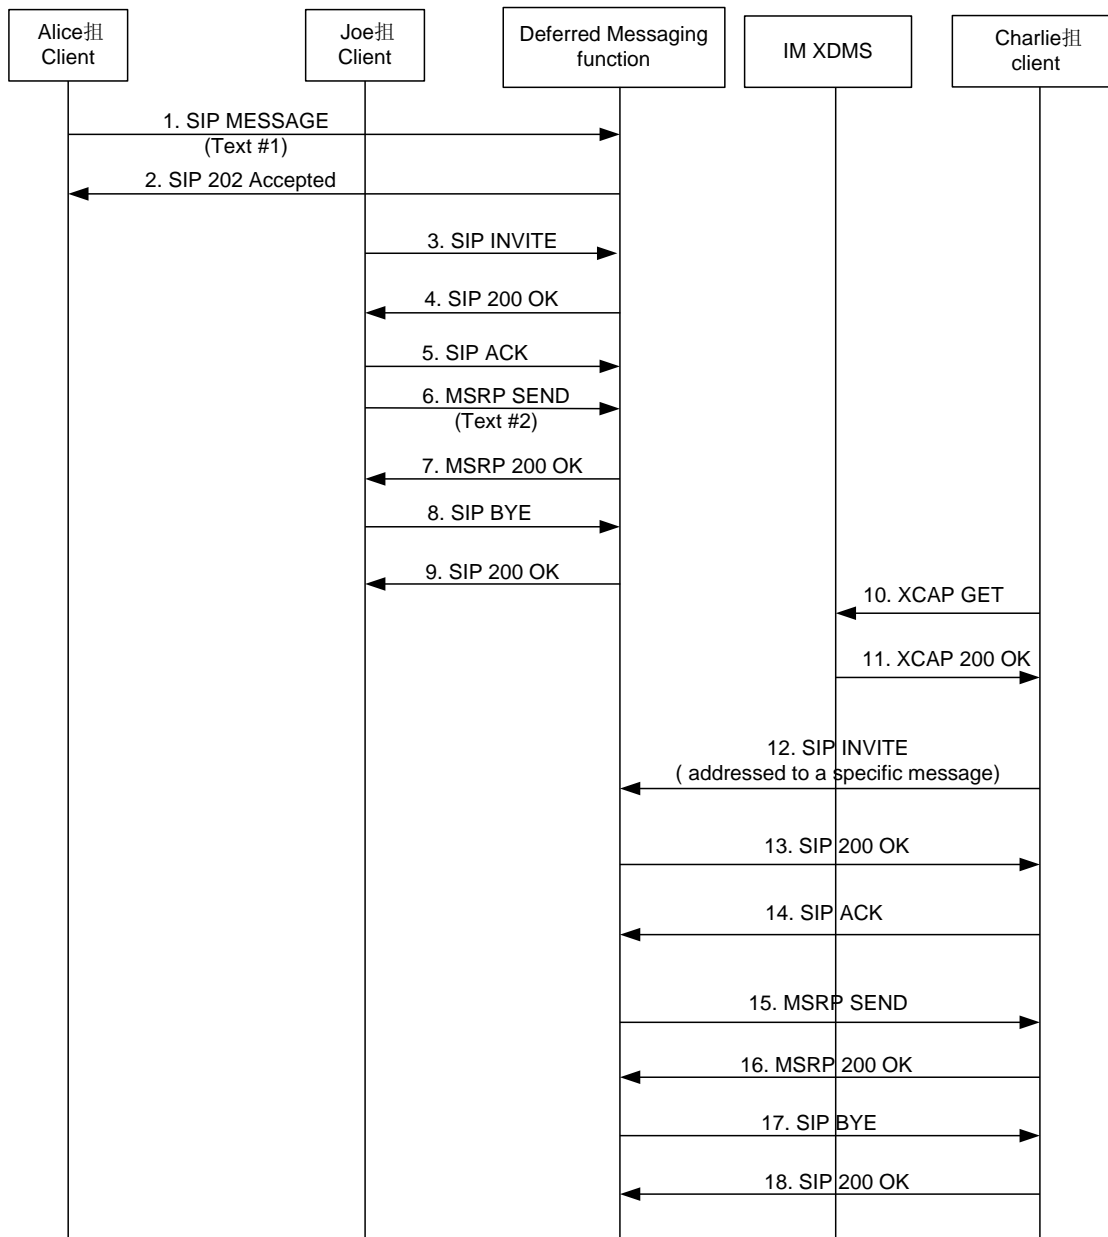 Alice担
Client
Joe担
Client
Deferred Messaging
function
IM XDMS
Charlie担
client
1. SIP MESSAGE
(Text #1)
2. SIP 202 Accepted
3. SIP INVITE
4. SIP 200 OK
5. SIP ACK
6. MSRP SEND
(Text #2)
7. MSRP 200 OK
8. SIP BYE
9. SIP 200 OK
10. XCAP GET
11. XCAP 200 OK
12. SIP INVITE
( addressed to a specific message)
13. SIP 200 OK
14. SIP ACK
15. MSRP SEND
16. MSRP 200 OK
17. SIP BYE
18. SIP 200 OK